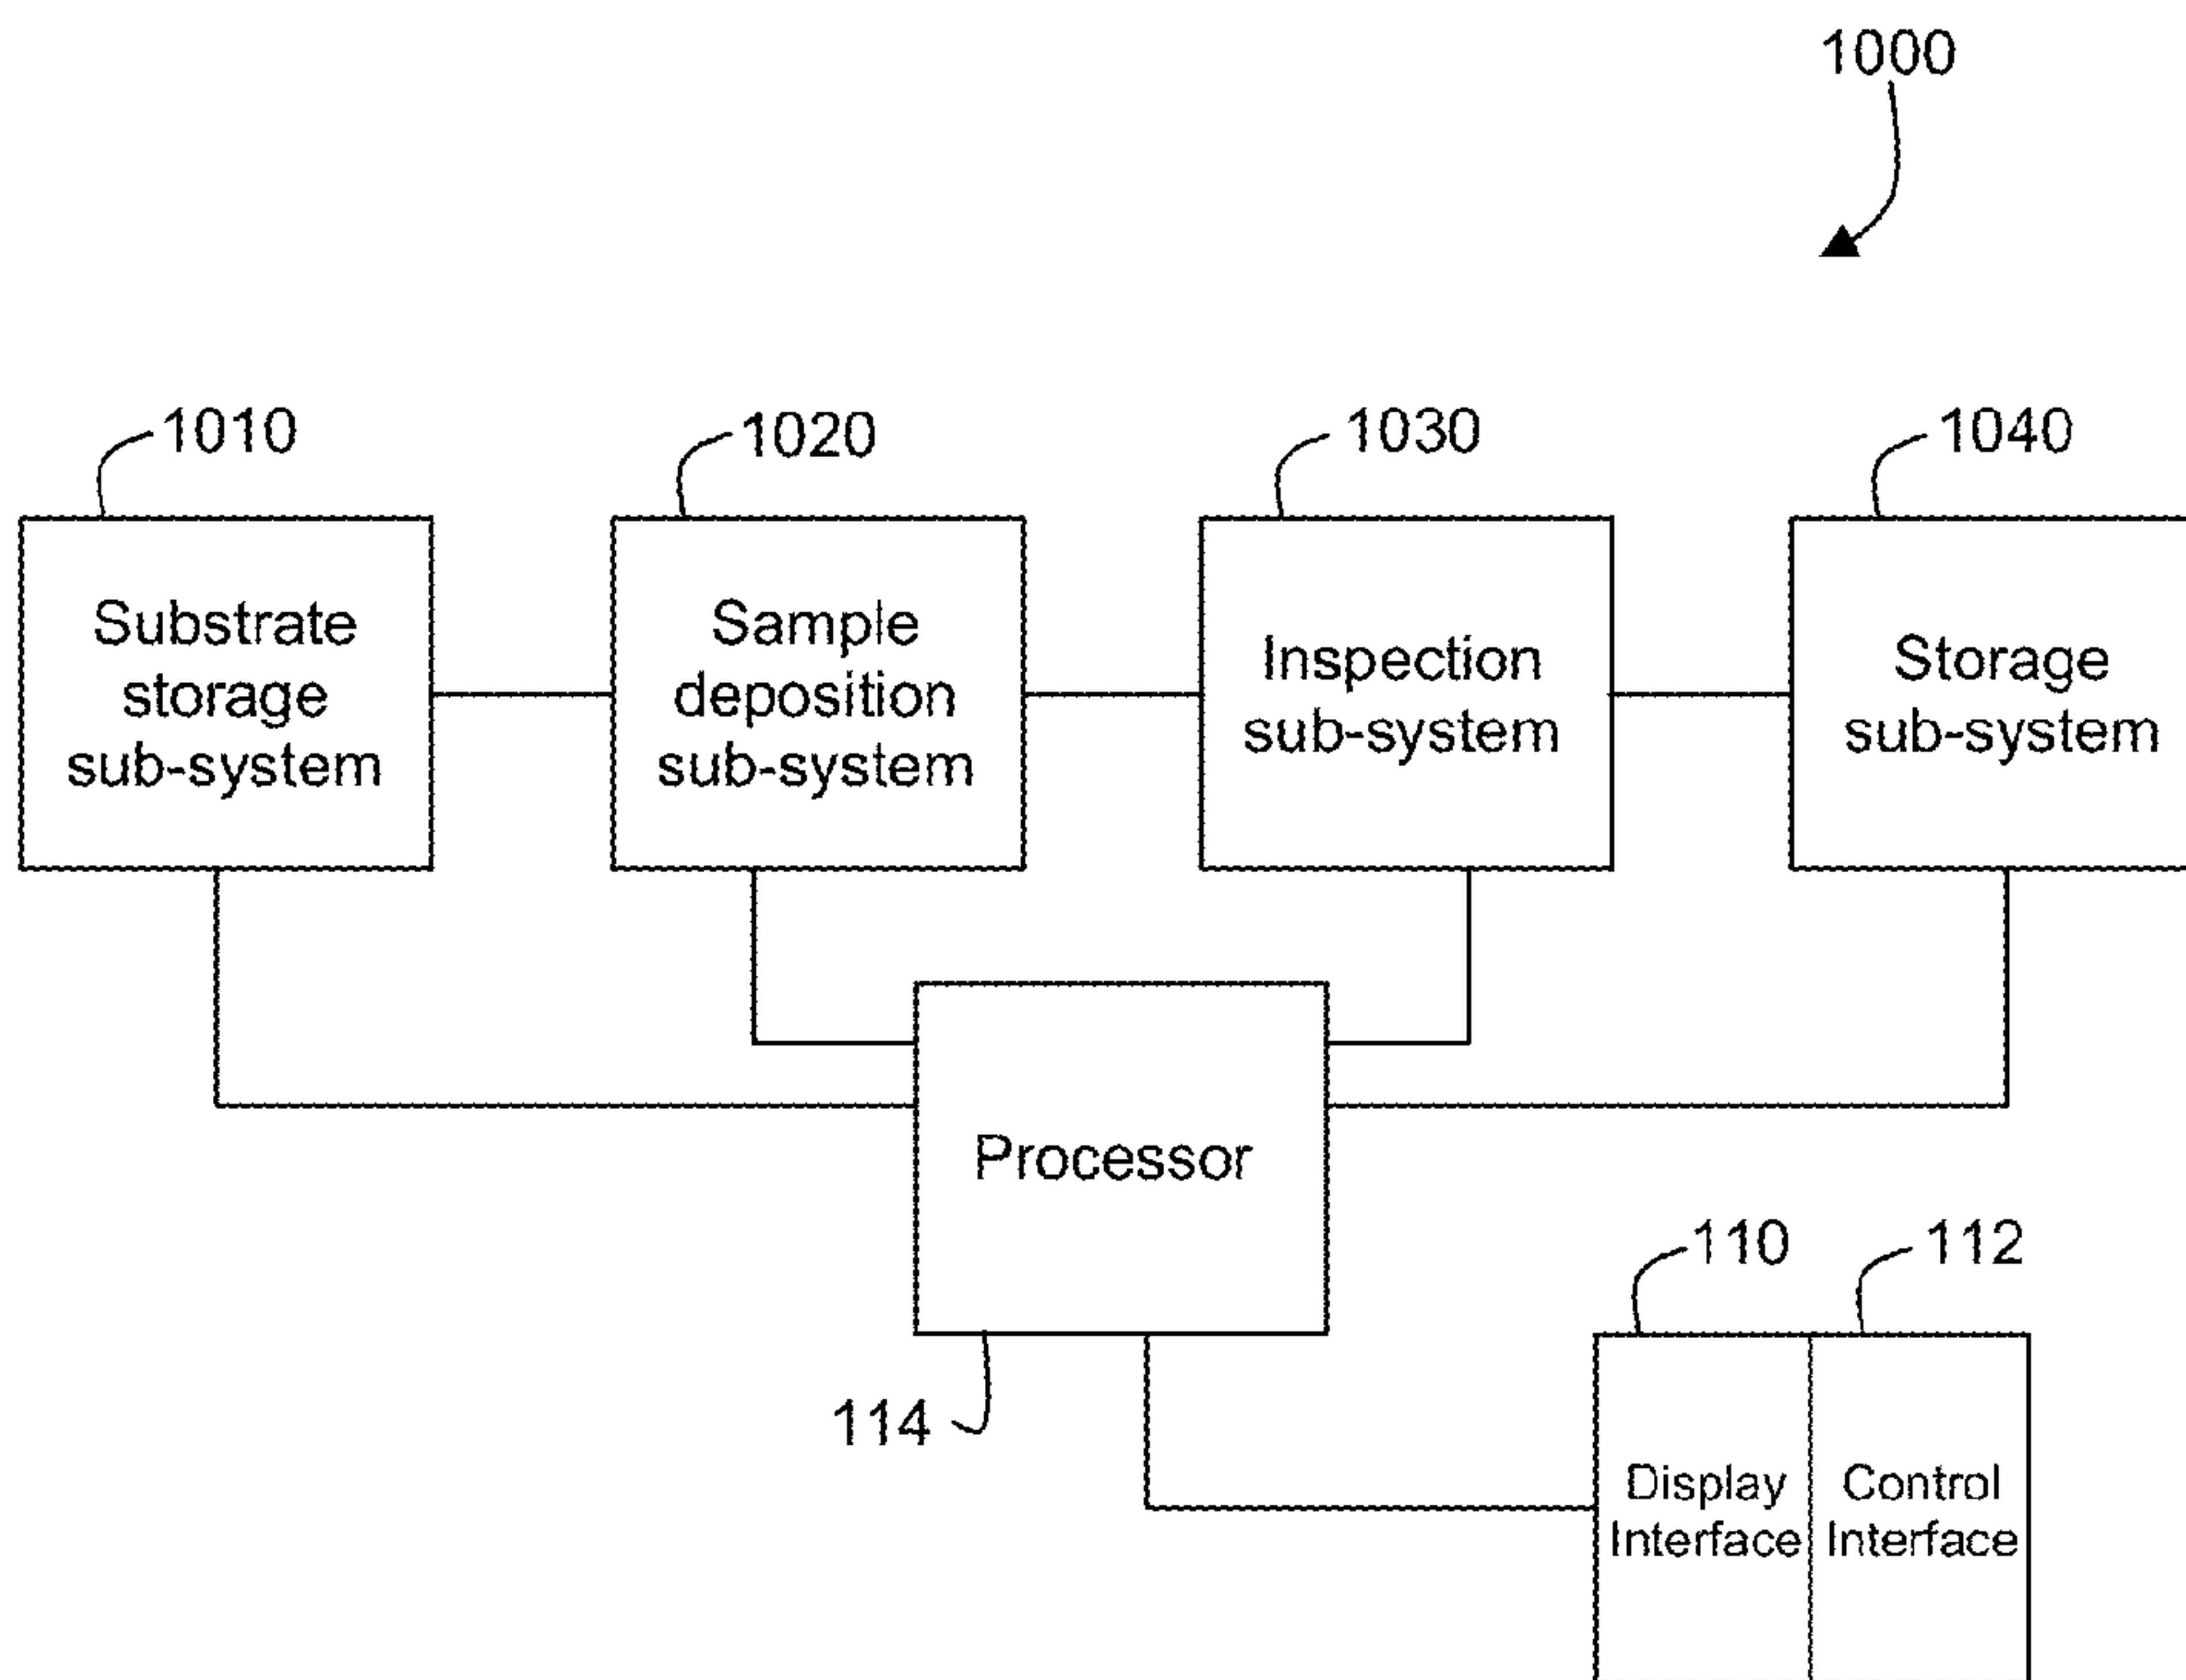 1000
1010
1020
1030
1040
Substrate
storage
sub-system
Sample
deposition
sub-system
Inspection
sub-system
Storage
sub-system
Processor
114
110
112
Display
Interface
Control
Interface